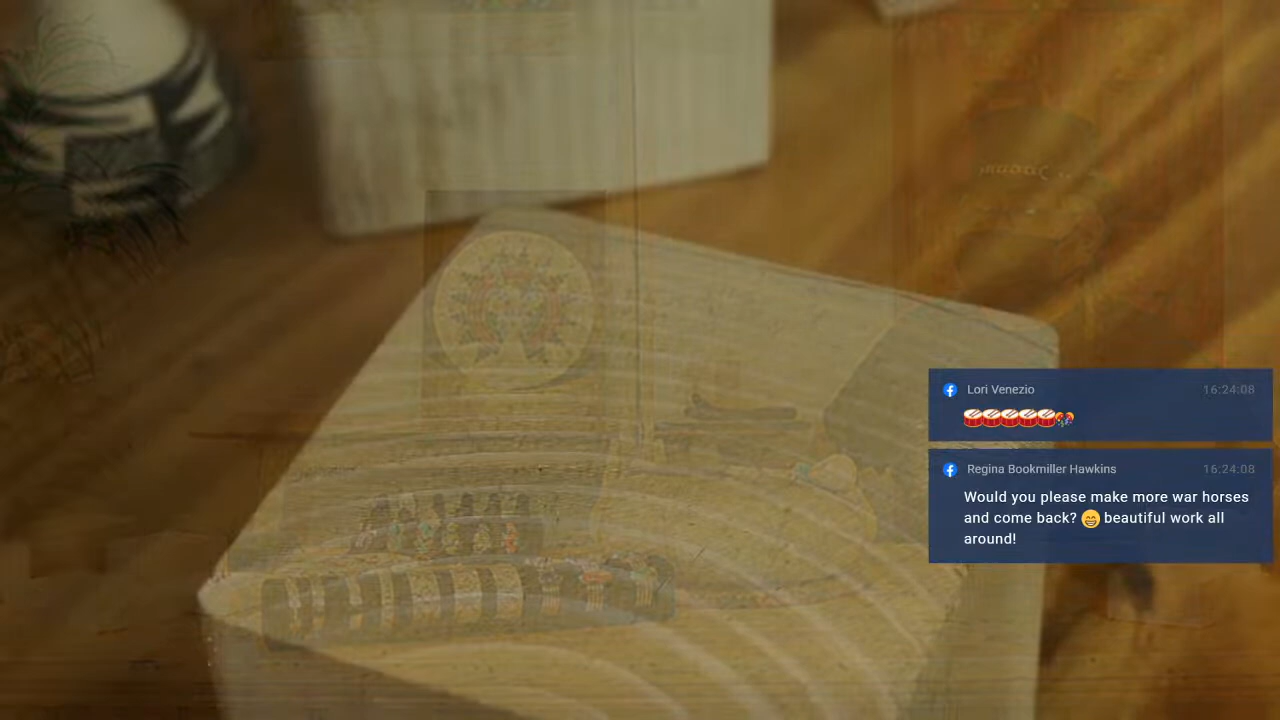 Lori Venezio
16:24:08
🥁🥁🥁🥁🥁🎊
Regina Bookmiller Hawkins
16:24:08
Would you please make more war horses
and come back? 😁 beautiful work all
around!